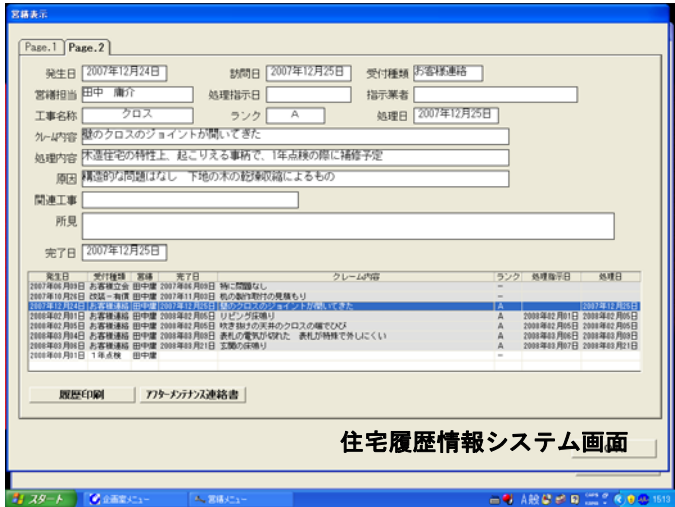 営繕表示
Page.1 Page.2
発生日 2007年12月24日 訪問日 2007年12月25日 受付種類 お客様連絡
営繕担当 田中 庸介 処理指示日 指示業者
工事名称 クロス ランク A 処理日 2007年12月25日
クレーム内容 壁のクロスのジョイントが開いてきた
処理内容 木造住宅の特性上、起こりえる事柄で、1年点検の際に補修予定
原因 構造的な問題はなし 下地の木の乾燥収縮によるもの
関連工事
所見
完了日 2007年12月25日
発生日 受付種類 営繕 完了日 クレーム内容 ランク 処理指示日 処理日
2007年06月09日 お客様立会 田中庸 2007年06月09日 特に問題なし －
2007年10月26日 改話－有償 田中庸 2007年11月03日 机の製作取付の見積もり －
2007年12月24日 お客様連絡 田中庸 2007年12月25日 壁のクロスのジョイントが開いてきた A 2007年12月25日
2008年02月01日 お客様連絡 田中庸 2008年02月05日 リビング床鳴り A 2008年02月01日 2008年02月05日
2008年02月05日 お客様連絡 田中庸 2008年02月05日 吹き抜けの天井のクロスの端でひび A 2008年02月05日 2008年02月05日
2008年03月04日 お客様連絡 田中庸 2008年03月09日 表札の電気が切れた 表札が特殊で外しにくい A 2008年03月06日 2008年03月09日
2008年03月01日 お客様連絡 田中庸 2008年03月21日 玄関の床鳴り A 2008年03月07日 2008年03月21日
2008年06月01日 1年点検 田中庸 －
履歴印刷 アフターメンテナンス連絡書
住宅履歴情報システム画面
スタート 企画室メニュー 営繕メニュー A般 1513